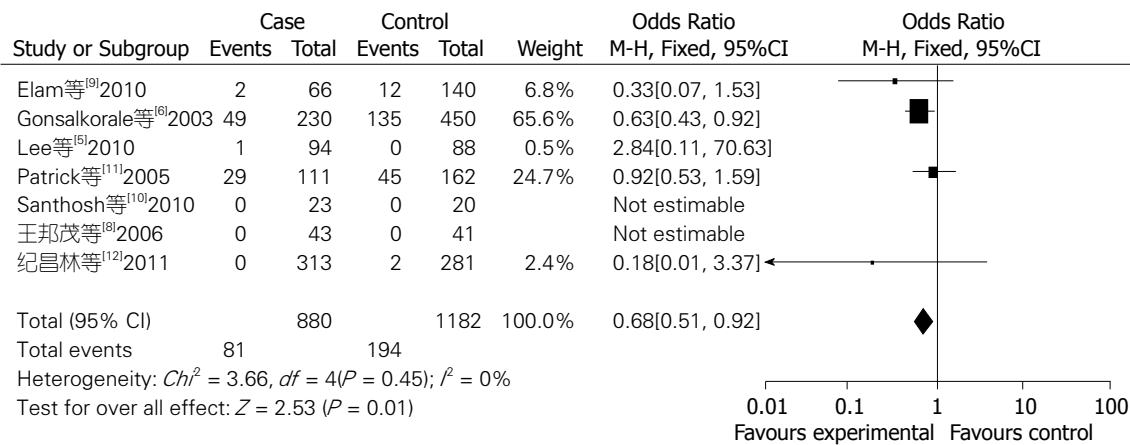 Case Control Odds Ratio Odds Ratio
Study or Subgroup Events Total Events Total Weight M-H, Fixed, 95%CI M-H, Fixed, 95%CI
Elam等[9]2010 2 66 12 140 6.8% 0.33[0.07, 1.53]
Gonsalkorale等[6]2003 49 230 135 450 65.6% 0.63[0.43, 0.92]
Lee等[5]2010 1 94 0 88 0.5% 2.84[0.11, 70.63]
Patrick等[11]2005 29 111 45 162 24.7% 0.92[0.53, 1.59]
Santhosh等[10]2010 0 23 0 20 Not estimable
王邦茂等[8]2006 0 43 0 41 Not estimable
纪昌林等[12]2011 0 313 2 281 2.4% 0.18[0.01, 3.37]
Total (95% CI) 880 1182 100.0% 0.68[0.51, 0.92]
Total events 81 194
Heterogeneity: Chi² = 3.66, df = 4(P = 0.45); I² = 0%
Test for over all effect: Z = 2.53 (P = 0.01)
0.01 0.1 1 10 100
Favours experimental Favours control